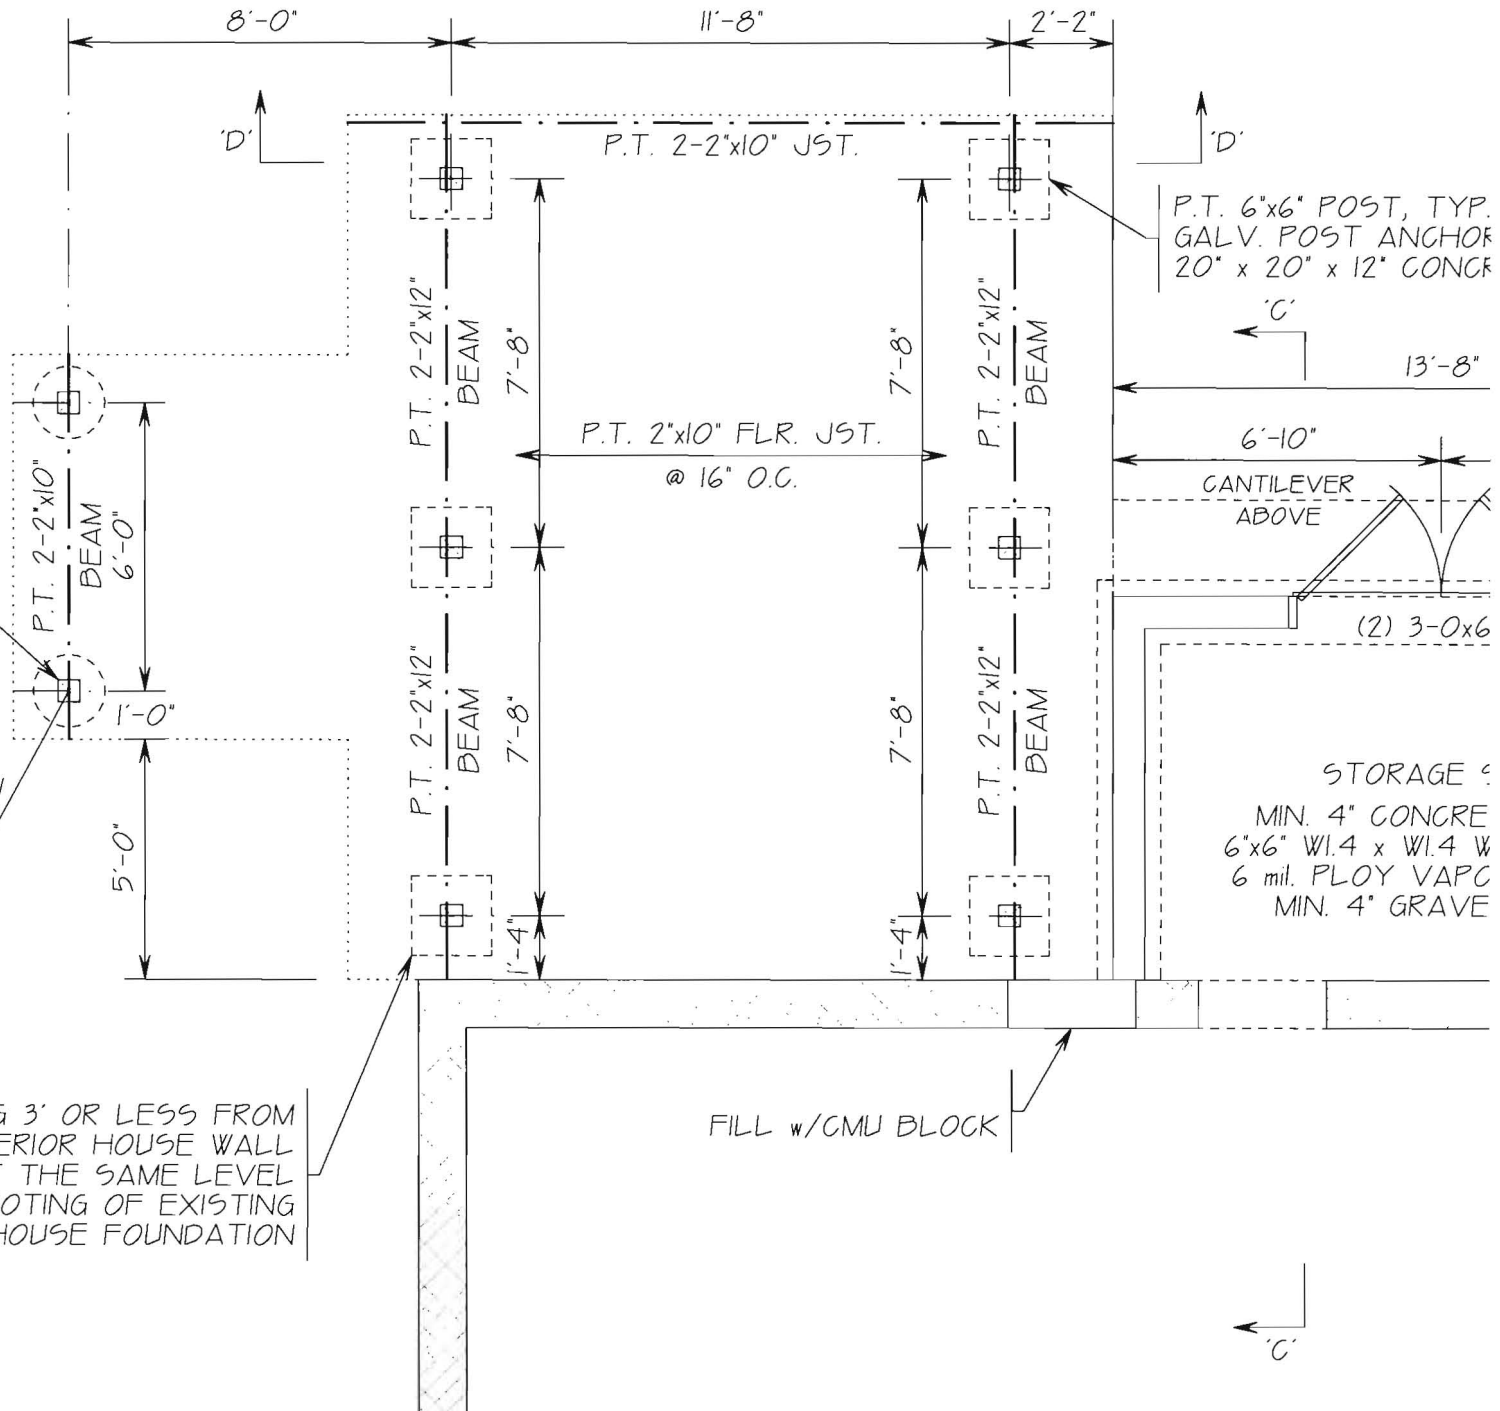 8'-0"
11'-8"
2'-2"
'D'
P.T. 2-2"x10" JST.
'D'
P.T. 6"x6" POST, TYP.
GALV. POST ANCHOR
20" x 20" x 12" CONCR
'C'
13'-8"
6'-10"
CANTILEVER
ABOVE
P.T. 2-2"x12"
BEAM
7'-8"
7'-8"
P.T. 2-2"x12"
BEAM
P.T. 2"x10" FLR. JST.
@ 16" O.C.
P.T. 2-2"x10"
BEAM
6'-0"
1'-0"
5'-0"
(2) 3-0x6
P.T. 2-2"x12"
BEAM
7'-8"
7'-8"
P.T. 2-2"x12"
BEAM
1'-4"
1'-4"
STORAGE S
MIN. 4" CONCRE
6"x6" W1.4 x W1.4 W
6 mil. PLOY VAPO
MIN. 4" GRAVE
G 3' OR LESS FROM
ERIOR HOUSE WALL
T THE SAME LEVEL
OTING OF EXISTING
HOUSE FOUNDATION
FILL w/CMU BLOCK
'C'